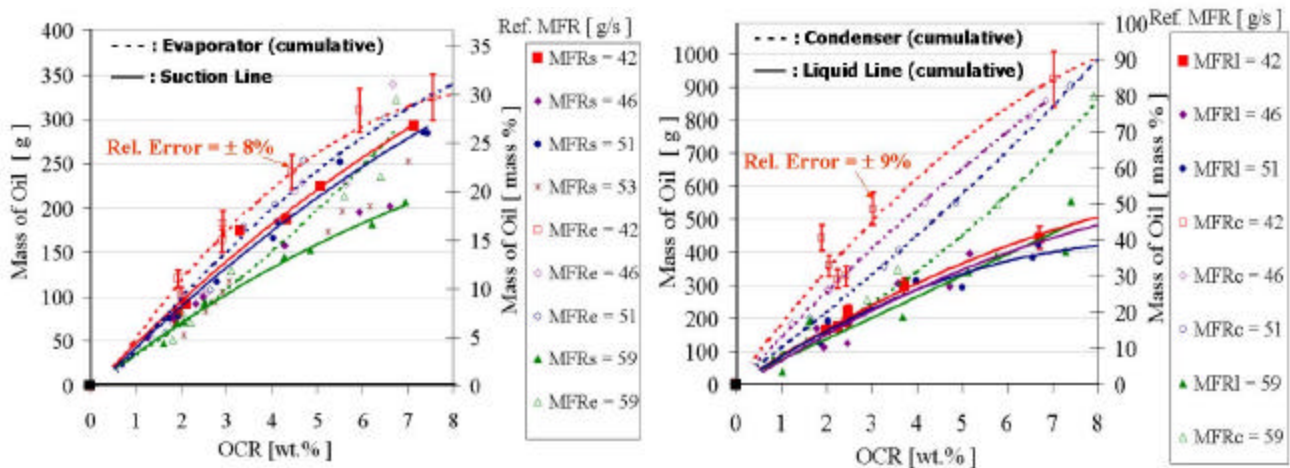 Ref. MFR [ g/s ]
400
350
300
250
200
150
100
50
0
Mass of Oil [ g ]
- - - : Evaporator (cumulative)
: Suction Line
Rel. Error = ± 8%
35
30
25
20
15
10
5
0
Mass of Oil [ mass % ]
0 1 2 3 4 5 6 7 8
OCR [wt.%]
MFRs = 42
MFRs = 46
MFRs = 51
MFRs = 53
MFRe = 42
MFRe = 46
MFRe = 51
MFRs = 59
MFRe = 59
Ref. MFR [ g/s ]
1000
900
800
700
600
500
400
300
200
100
0
Mass of Oil [ g ]
- - - : Condenser (cumulative)
: Liquid Line (cumulative)
Rel. Error = ± 9%
100
90
80
70
60
50
40
30
20
10
0
Mass of Oil [ mass % ]
0 1 2 3 4 5 6 7 8
OCR [wt.%]
MFRl = 42
MFRl = 46
MFRl = 51
MFRc = 42
MFRc = 46
MFRc = 51
MFRl = 59
MFRc = 59